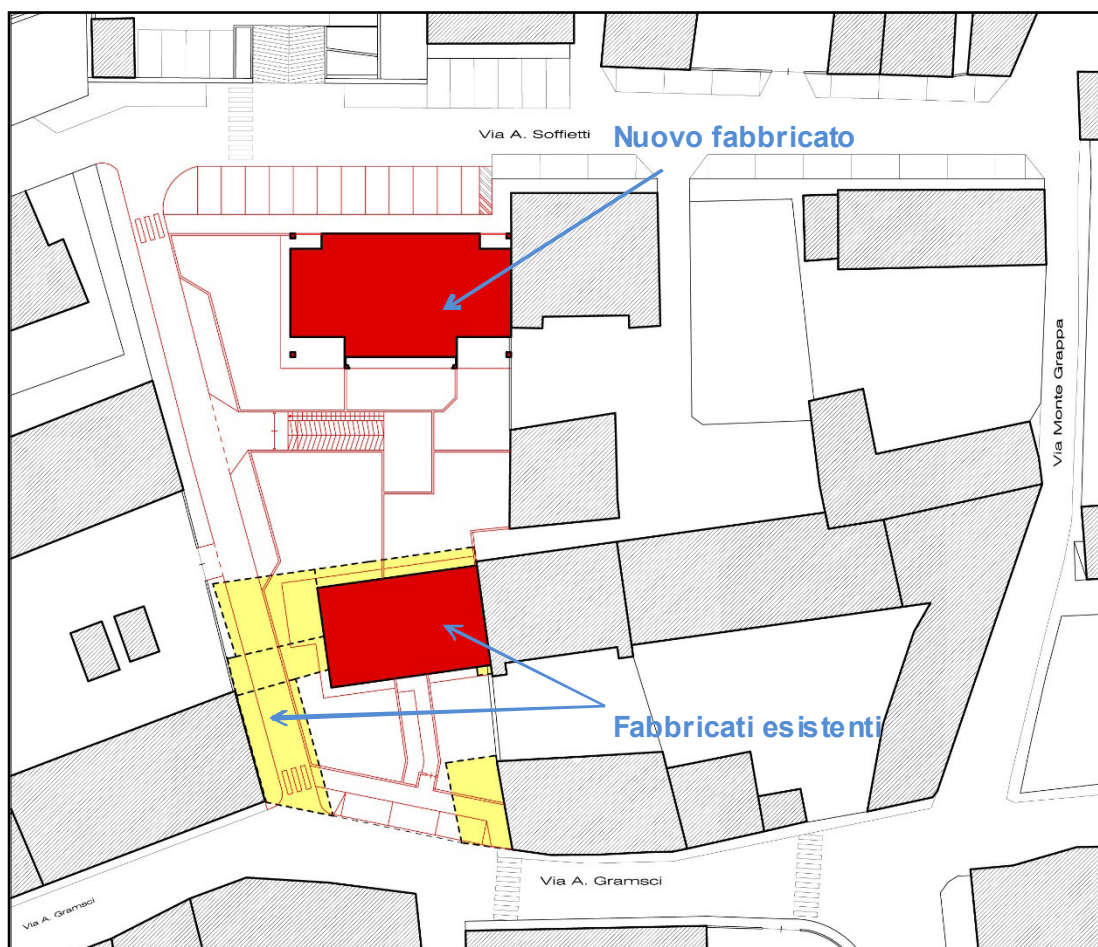 Via A. Soffietti
Nuovo fabbricato
Via Monte Grappa
Fabbricati esistenti
Via A. Gramsci
Via A. Gramsci